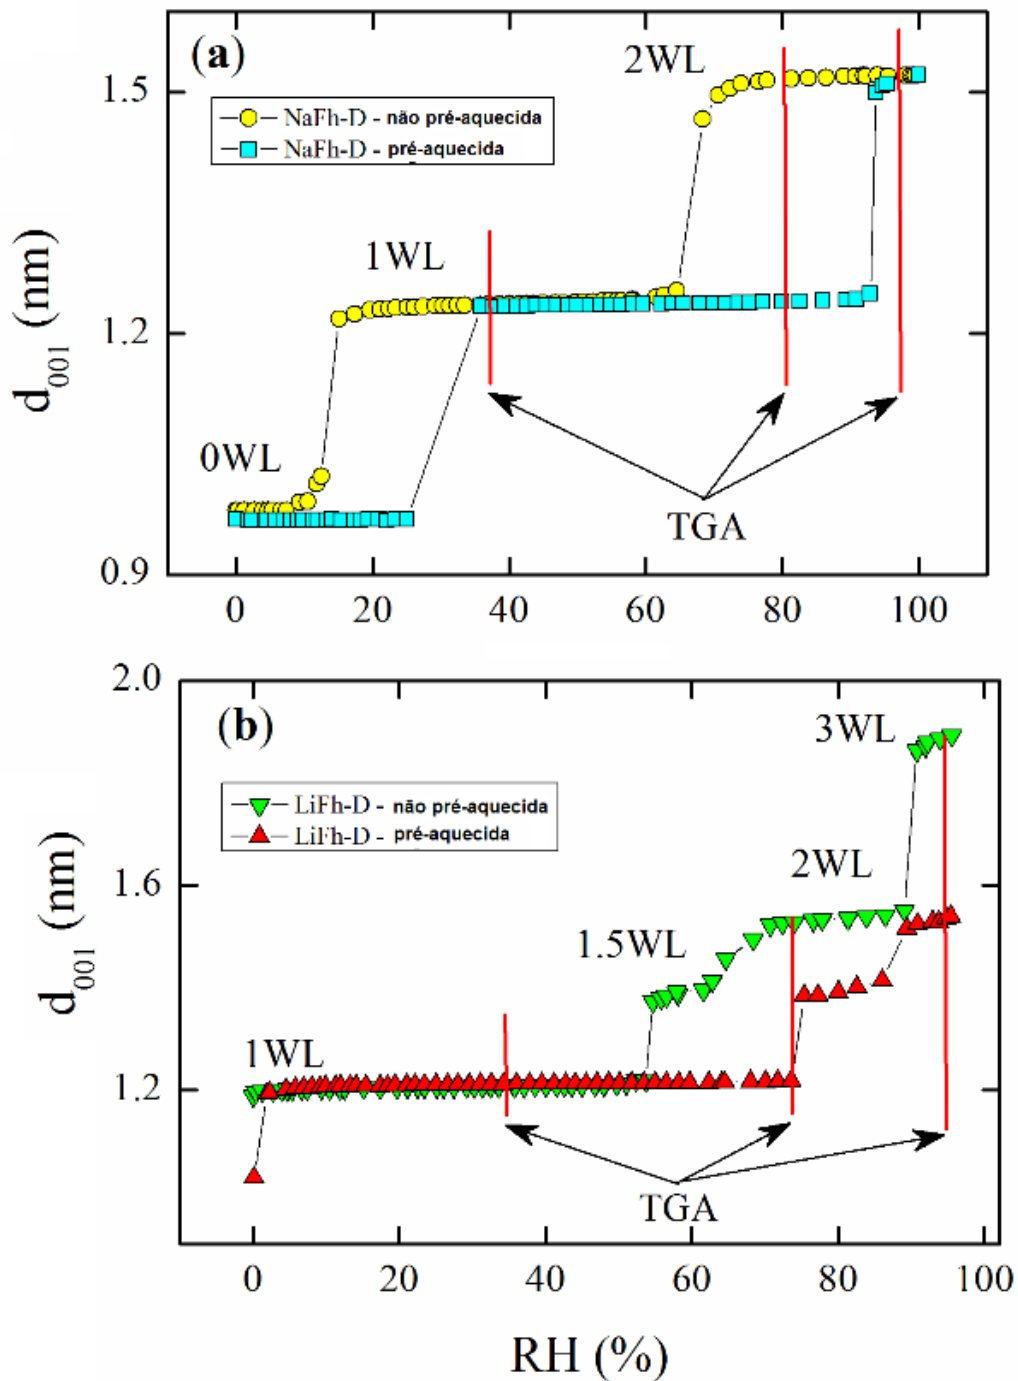 (a)
2WL
1.5
NaFh-D - não pré-aquecida
NaFh-D - pré-aquecida
1WL
d001 (nm)
1.2
0WL
TGA
0.9
0 20 40 60 80 100
2.0
(b)
3WL
LiFh-D - não pré-aquecida
LiFh-D - pré-aquecida
2WL
d001 (nm)
1.6
1.5WL
1WL
1.2
TGA
0 20 40 60 80 100
RH (%)